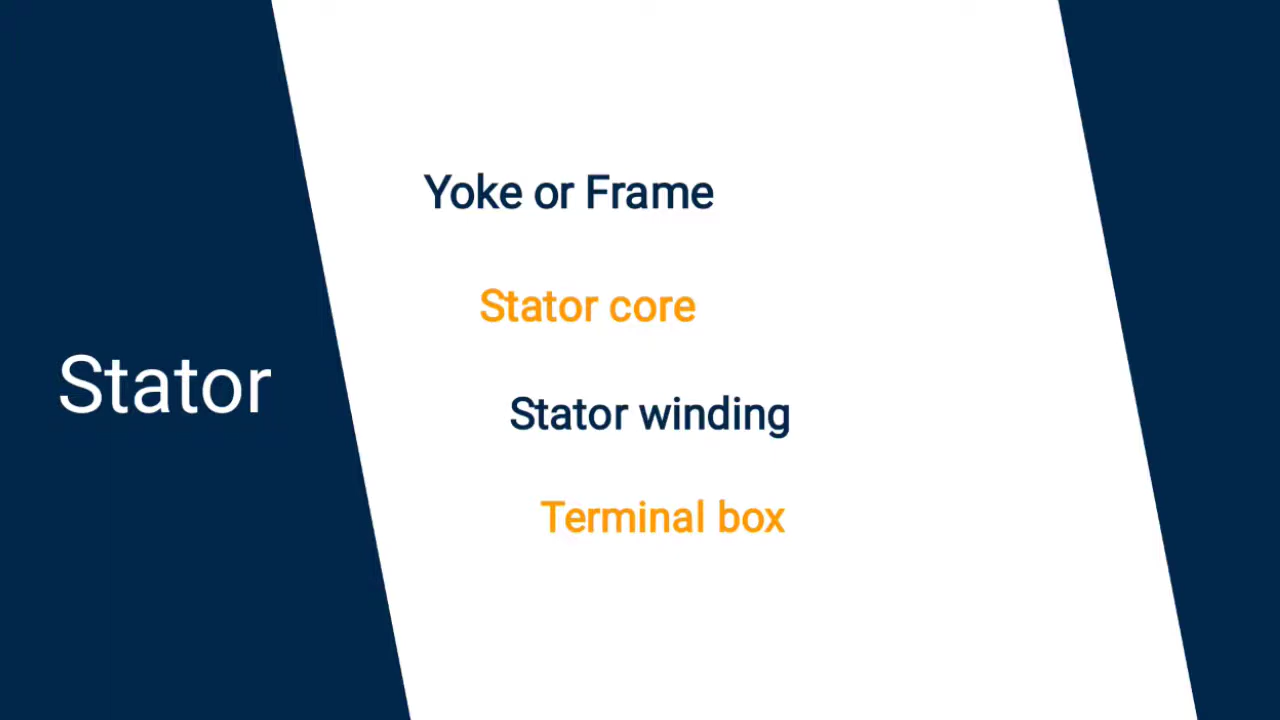 Yoke or Frame
Stator core
Stator
Stator winding
Terminal box